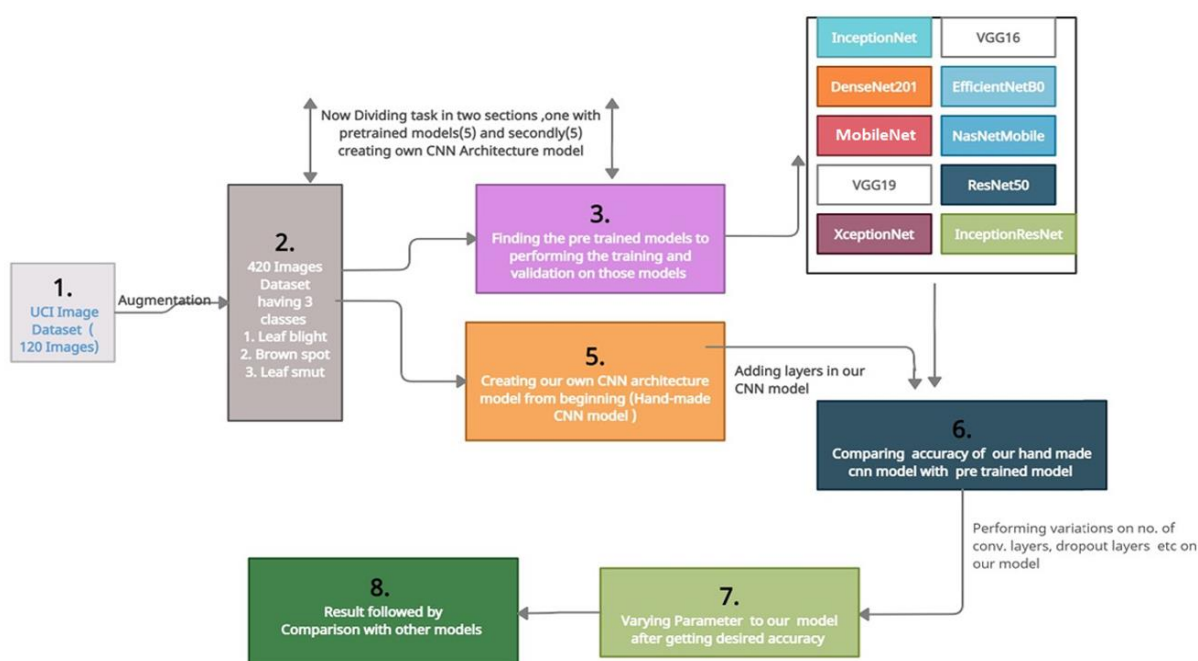 1.
UCI Image
Dataset (
120 Images)
Augmentation
2.
420 Images
Dataset
having 3
classes
1. Leaf blight
2. Brown spot
3. Leaf smut
Now Dividing task in two sections ,one with
pretrained models(5) and secondly(5)
creating own CNN Architecture model
3.
Finding the pre trained models to
performing the training and
validation on those models
InceptionNet
VGG16
DenseNet201
EfficientNetB0
MobileNet
NasNetMobile
VGG19
ResNet50
XceptionNet
InceptionResNet
5.
Creating our own CNN architecture
model from beginning (Hand-made
CNN model )
Adding layers in our
CNN model
6.
Comparing accuracy of our hand made
cnn model with pre trained model
Performing variations on no. of
conv. layers, dropout layers etc on
our model
7.
Varying Parameter to our model
after getting desired accuracy
8.
Result followed by
Comparison with other models